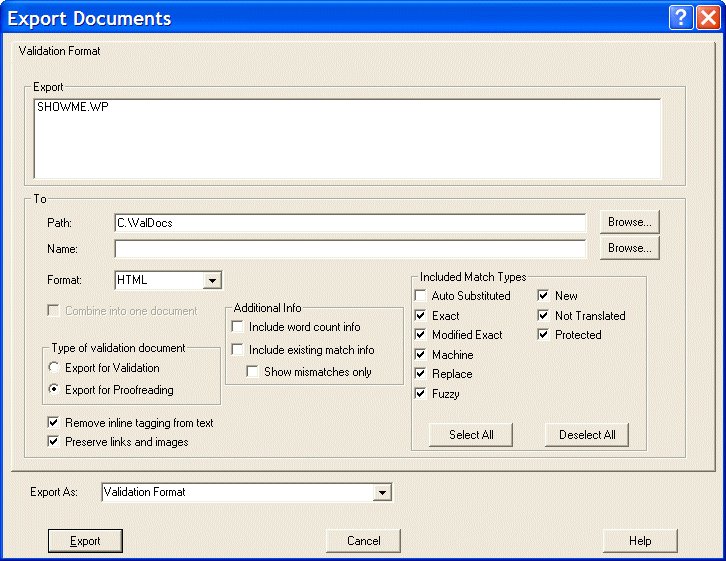 Export Documents
Validation Format
Export
SHOWME.WP
To
Path: C:\ValDocs Browse...
Name: Browse...
Format: HTML
Combine into one document
Type of validation document
Export for Validation
Export for Proofreading
Remove inline tagging from text
Preserve links and images
Additional Info
Include word count info
Include existing match info
Show mismatches only
Included Match Types
Auto Substituted New
Exact Not Translated
Modified Exact Protected
Machine
Replace
Fuzzy
Select All Deselect All
Export As: Validation Format
Export Cancel Help